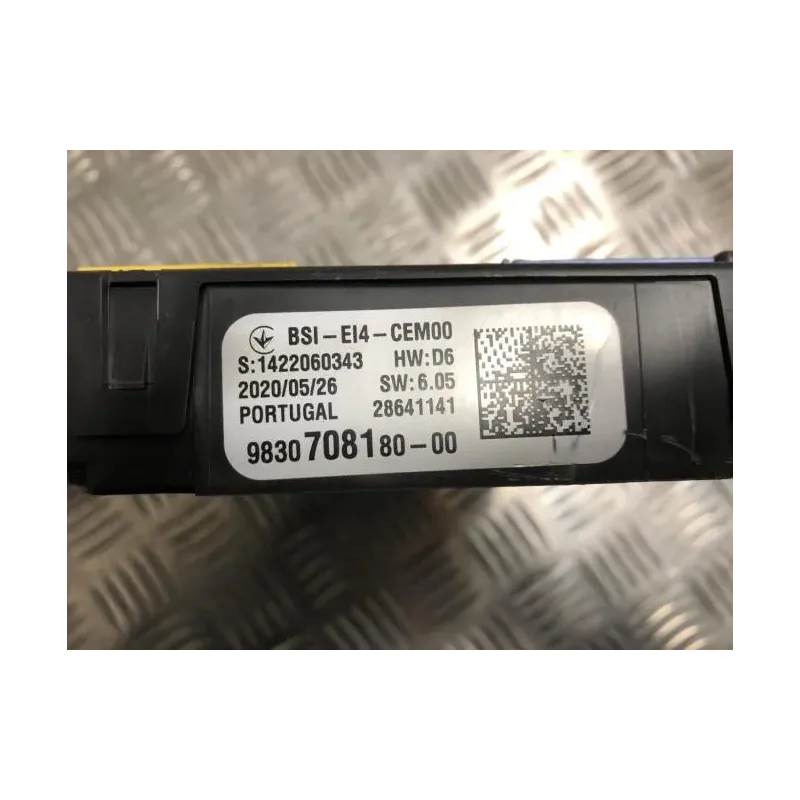 BSI-EI4-CEM00
S:1422060343 HW:D6
2020/05/26 SW:6.05
PORTUGAL 28641141
9830708180-00